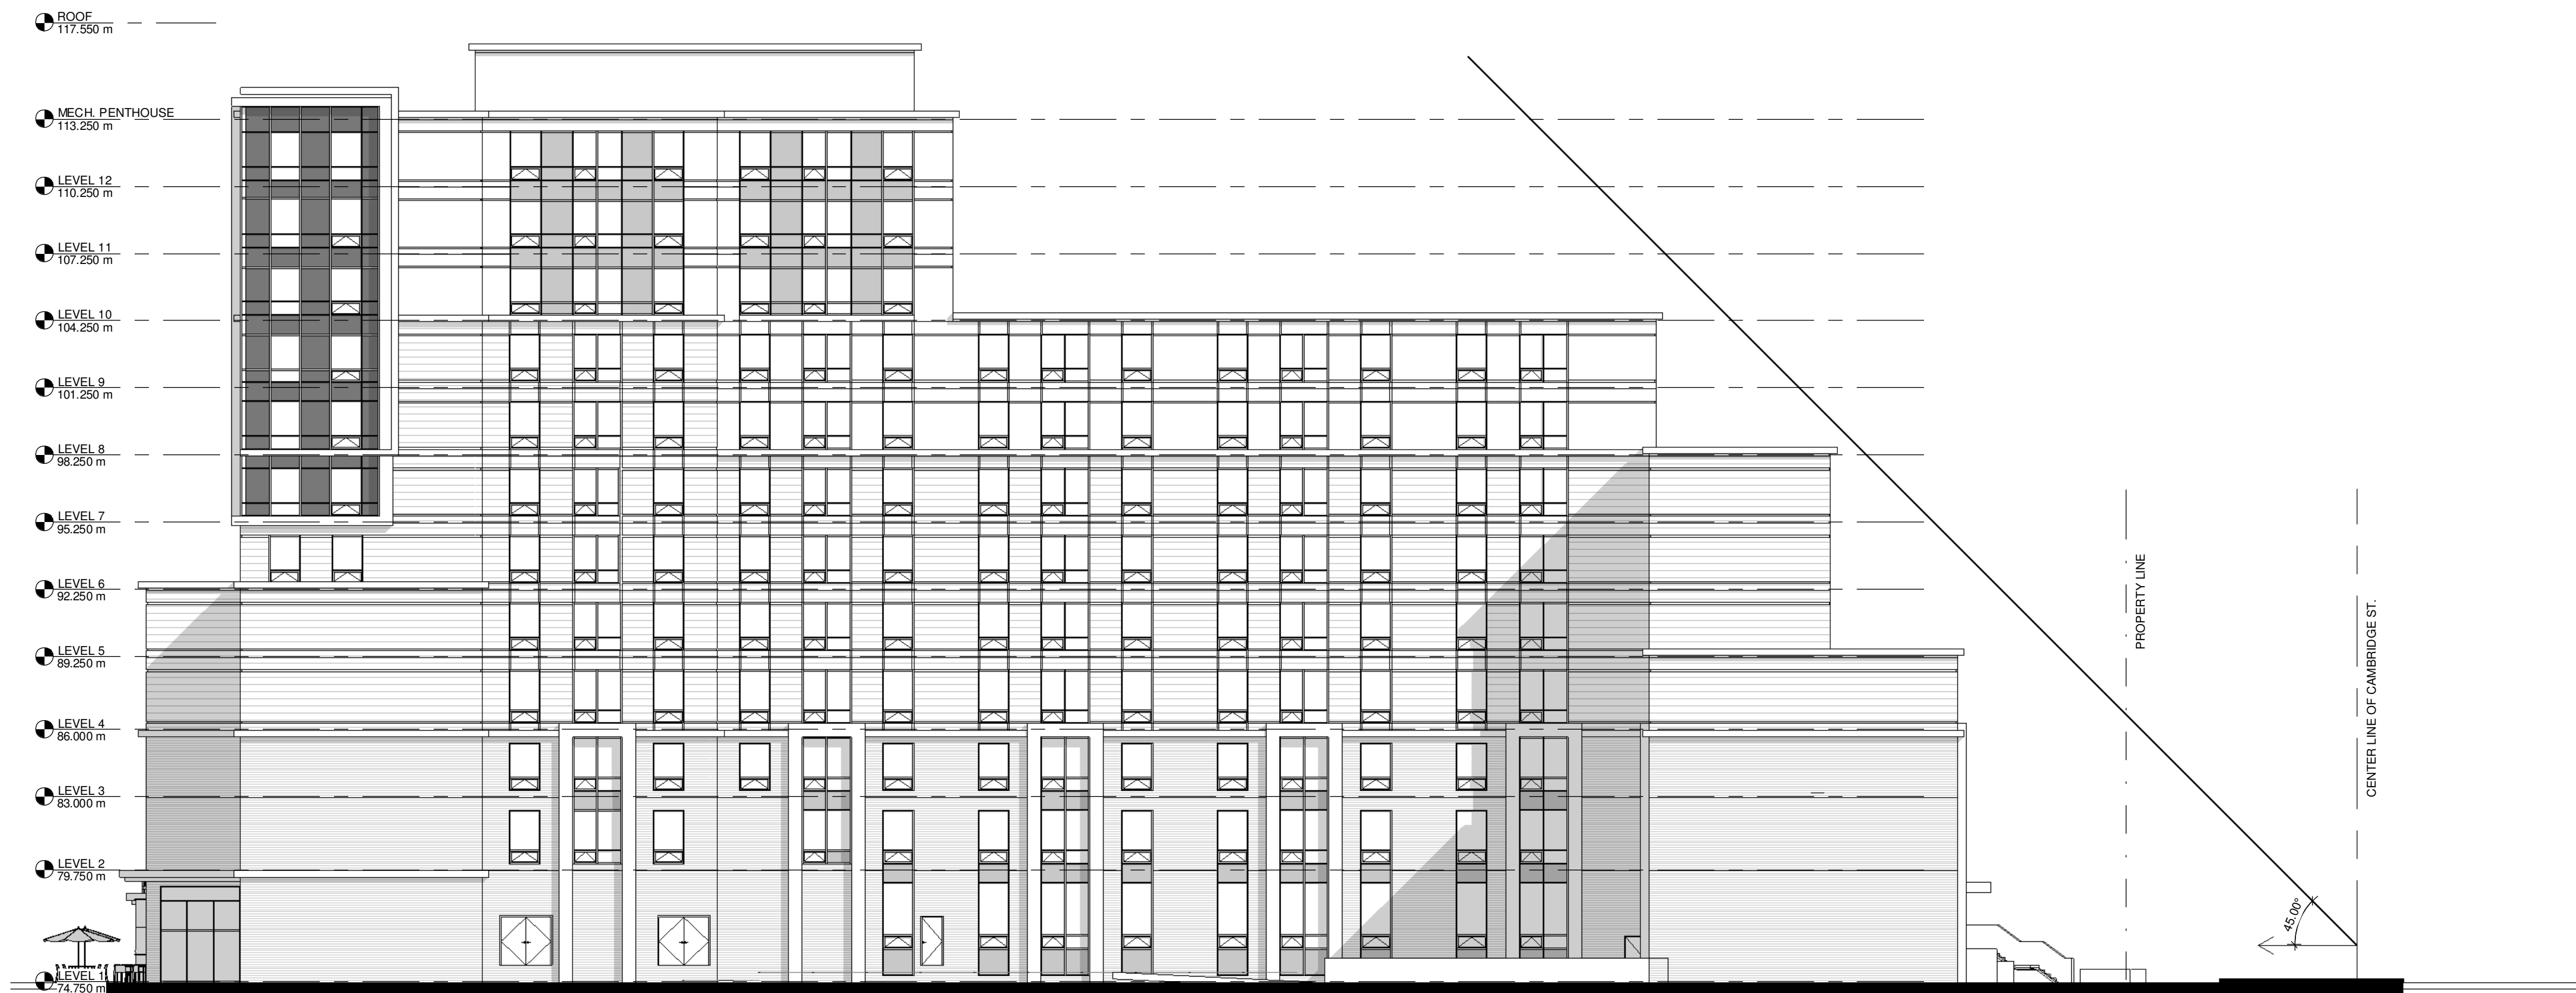 ROOF
117.550 m
MECH. PENTHOUSE
113.250 m
LEVEL 12
110.250 m
LEVEL 11
107.250 m
LEVEL 10
104.250 m
LEVEL 9
101.250 m
LEVEL 8
98.250 m
LEVEL 7
95.250 m
LEVEL 6
92.250 m
LEVEL 5
89.250 m
LEVEL 4
86.000 m
LEVEL 3
83.000 m
LEVEL 2
79.750 m
LEVEL 1
74.750 m
PROPERTY LINE
CENTER LINE OF CAMBRIDGE ST.
45.00°